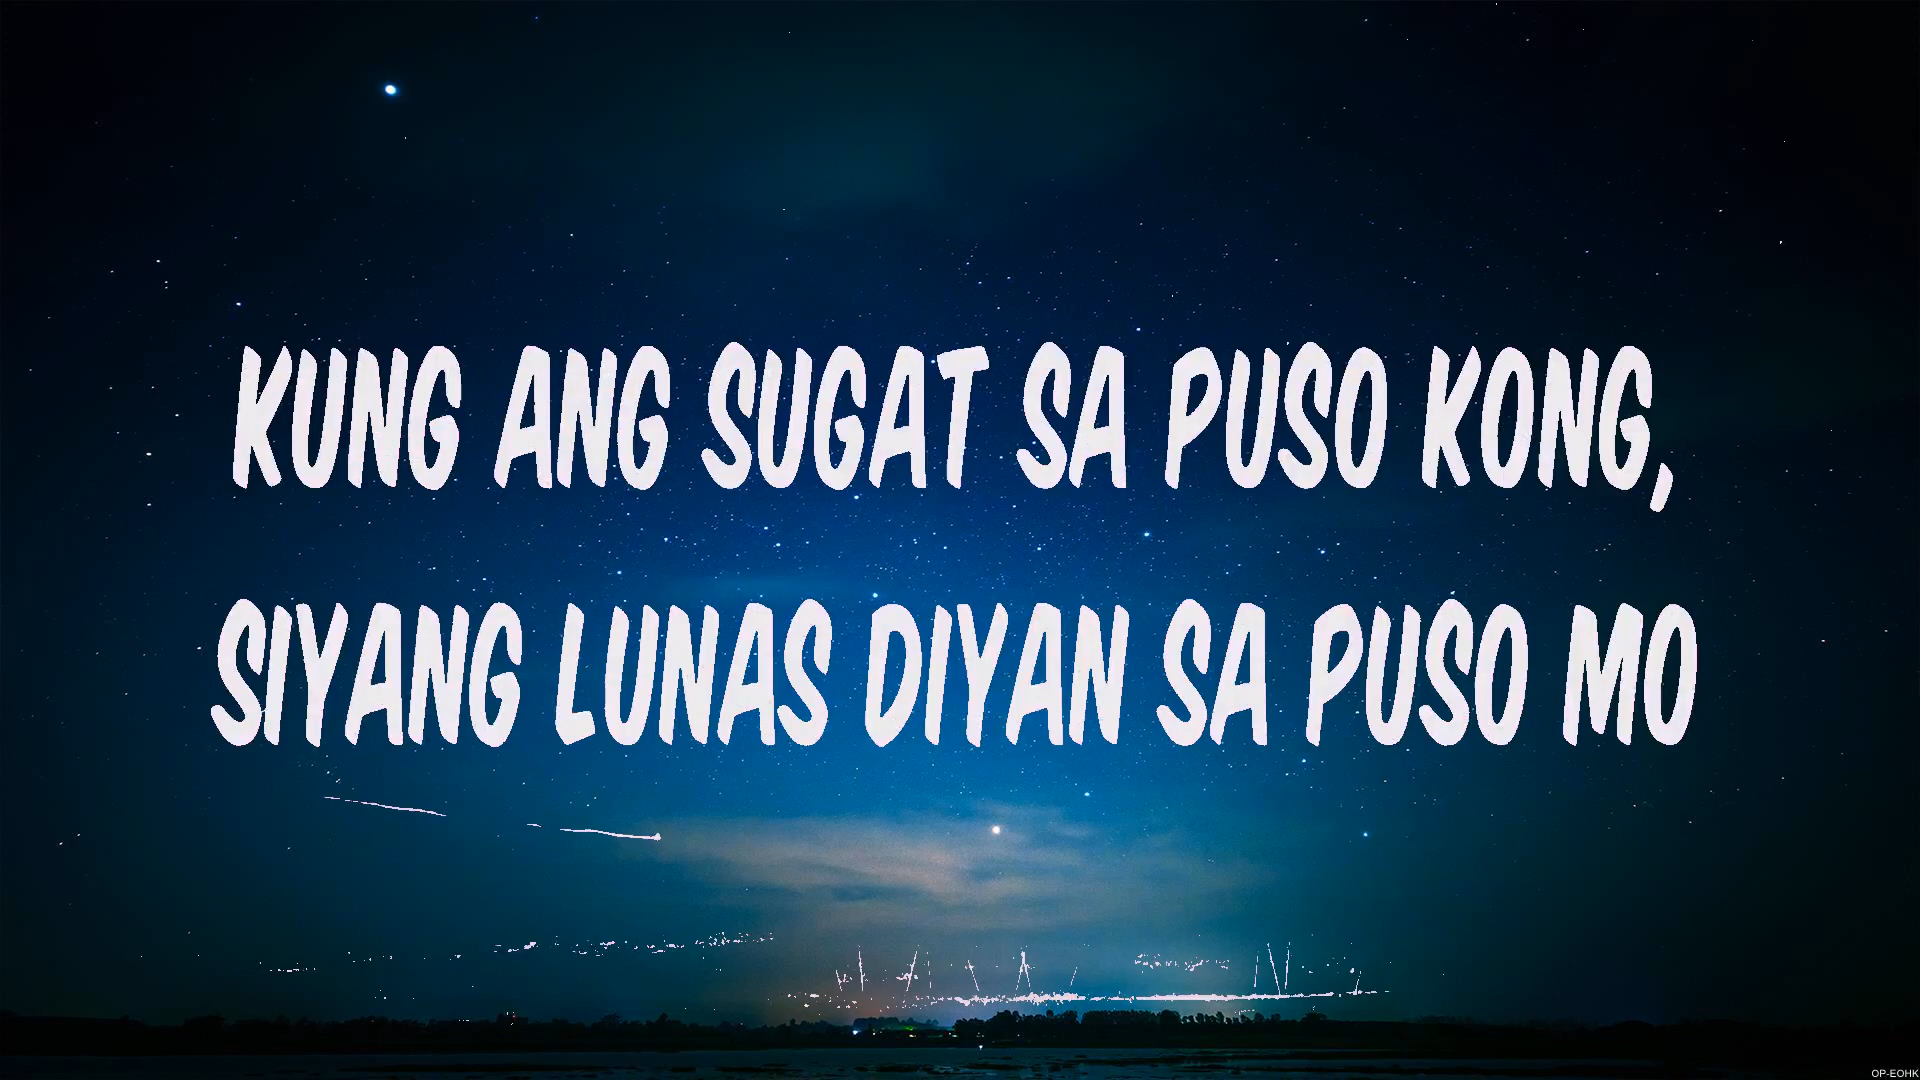 KUNG ANG SUGAT SA PUSO KONG,
SIYANG LUNAS DIYAN SA PUSO MO
OP-EOHK